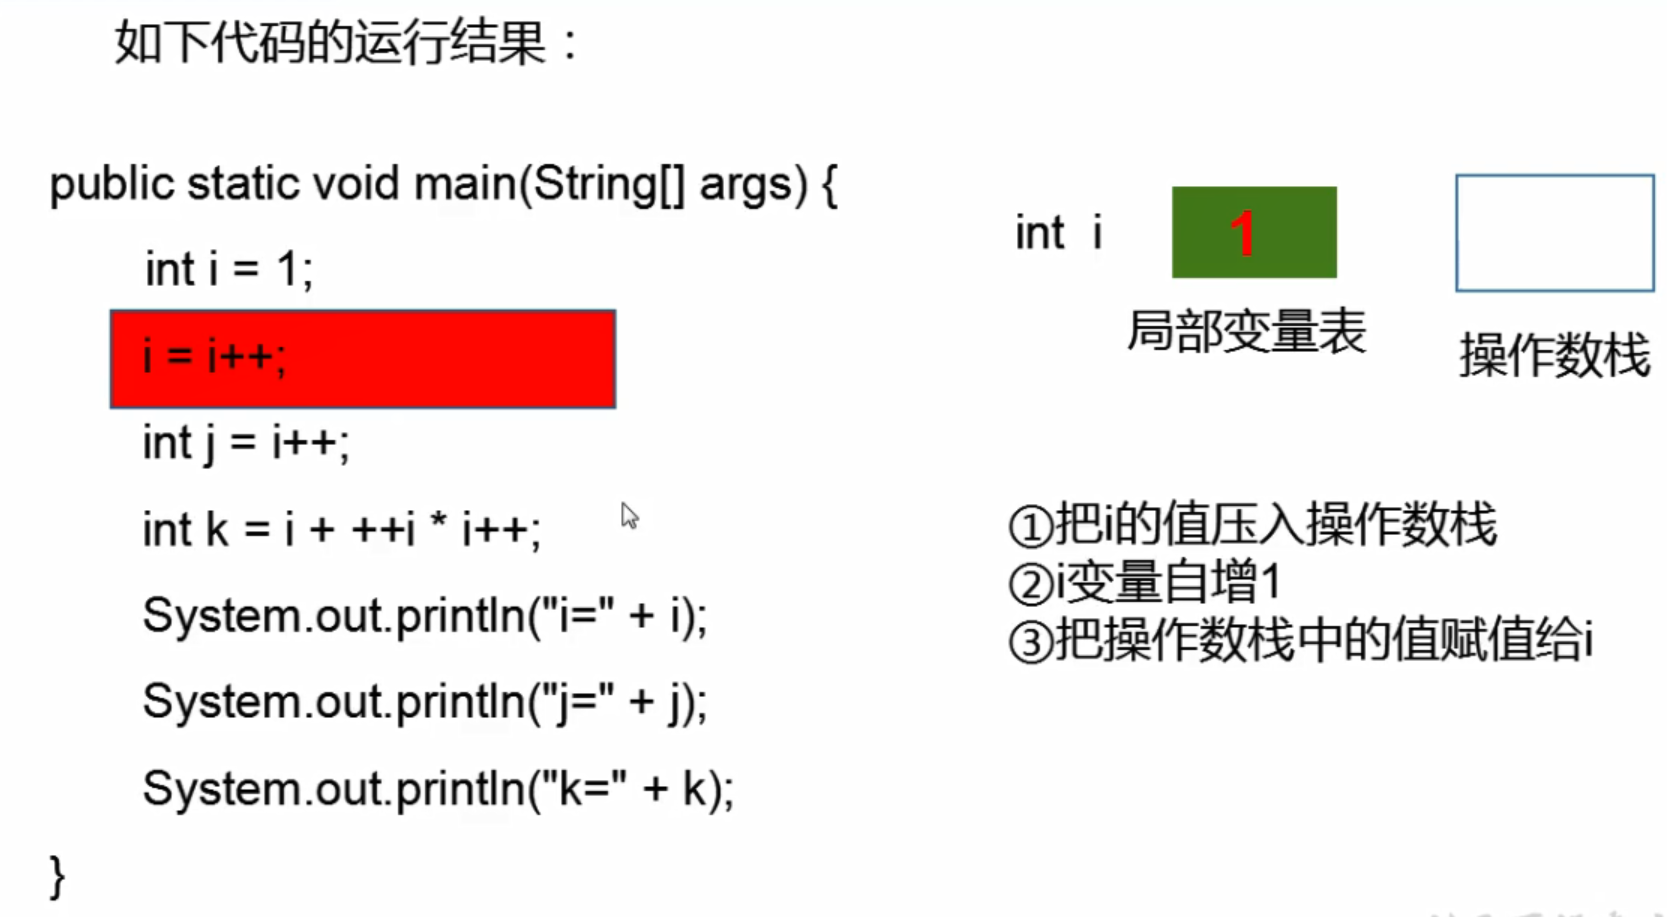 如下代码的运行结果：
public static void main(String[] args) {
int i = 1;
i = i++;
int j = i++;
int k = i + ++i * i++;
System.out.println("i=" + i);
System.out.println("j=" + j);
System.out.println("k=" + k);
}
int i
1
局部变量表
操作数栈
①把i的值压入操作数栈
②i变量自增1
③把操作数栈中的值赋值给i